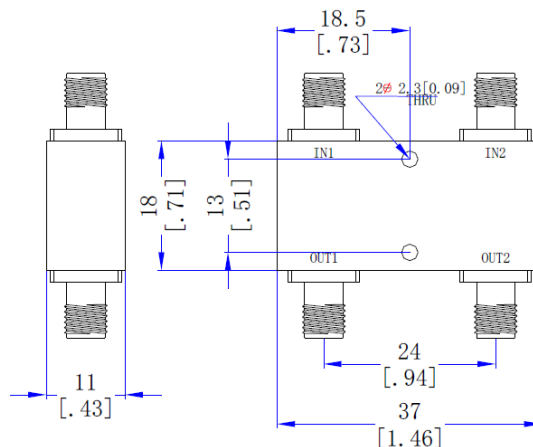 18.5
[.73]
2Ø 2.3[0.09]
THRU
IN1
IN2
18
[.71]
13
[.51]
OUT1
OUT2
24
[.94]
11
[.43]
37
[1.46]